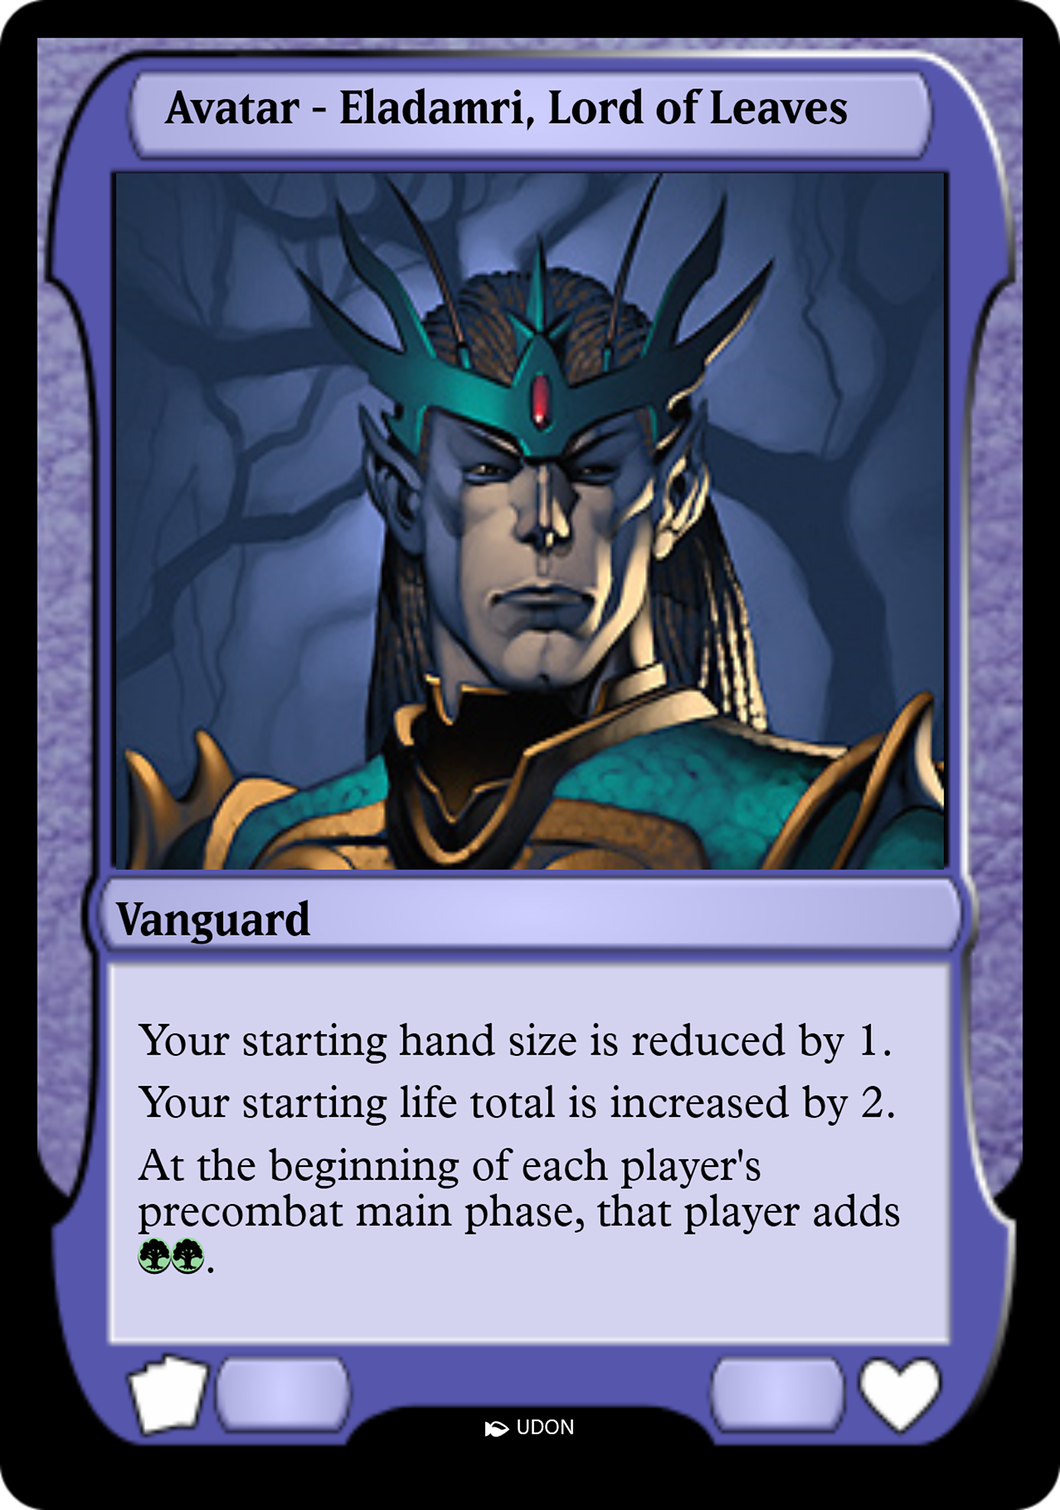 Avatar - Eladamri, Lord of Leaves
Vanguard
Your starting hand size is reduced by 1.
Your starting life total is increased by 2.
At the beginning of each player's
precombat main phase, that player adds
.
UDON